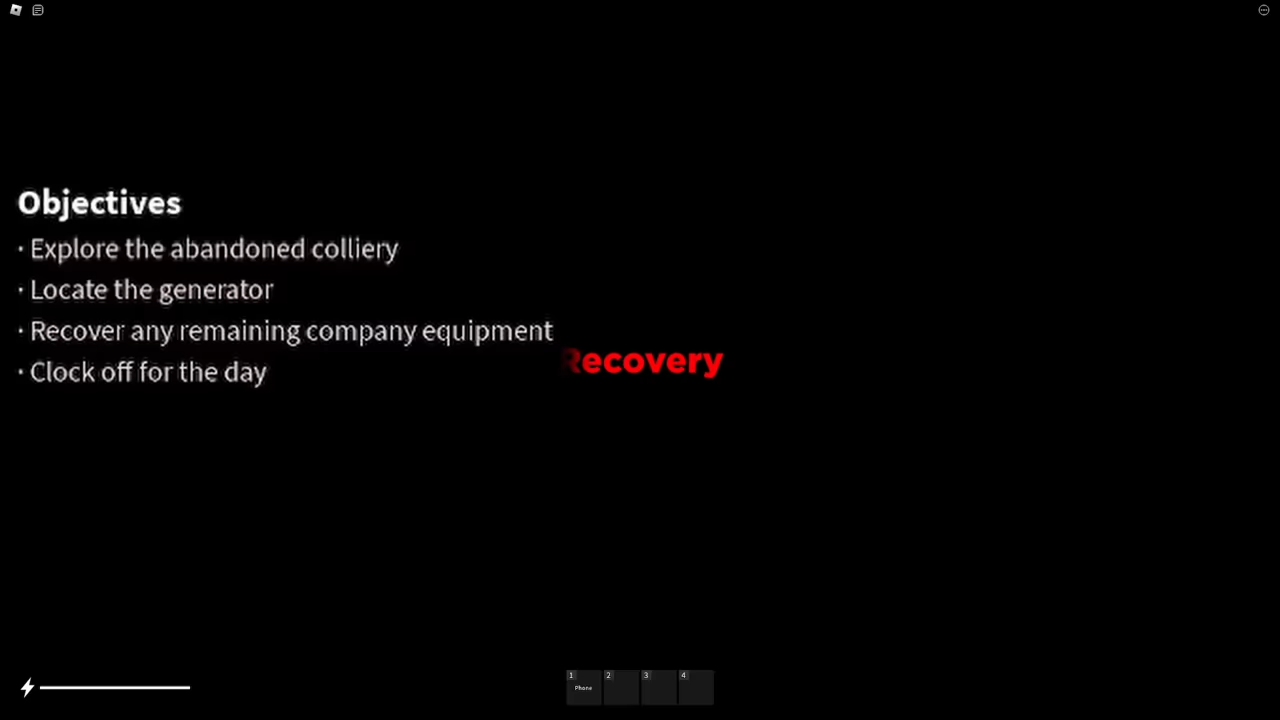 Objectives
· Explore the abandoned colliery
· Locate the generator
· Recover any remaining company equipment
· Clock off for the day
Recovery
1 2 3 4
Phone